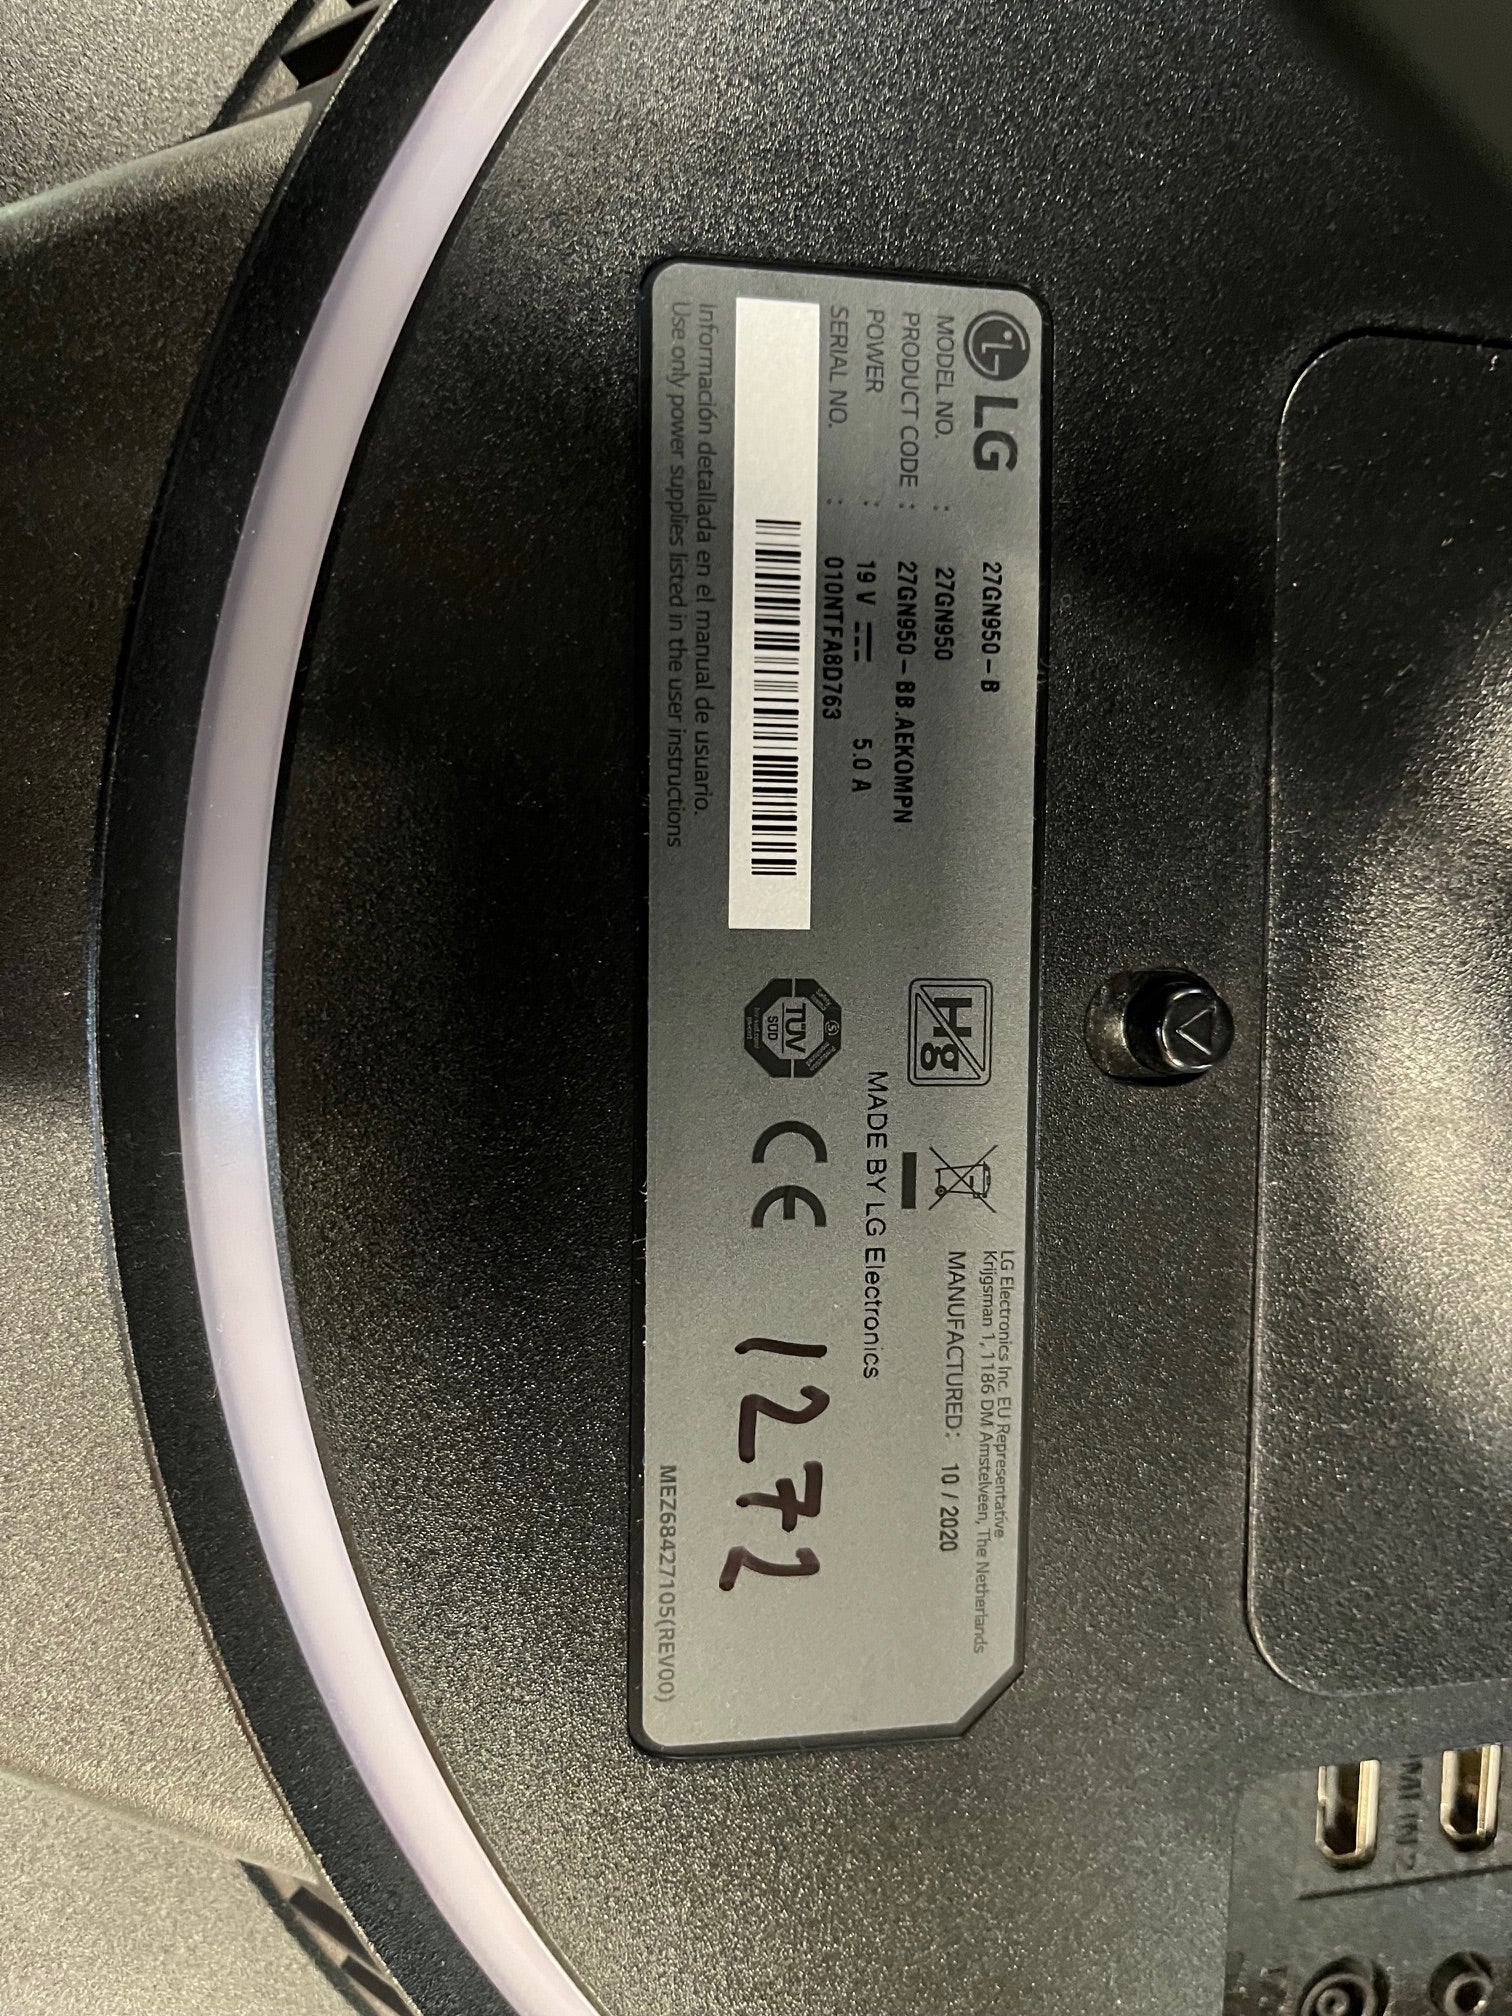 LG
27GN950-B
MODEL NO. : 27GN950
PRODUCT CODE : 27GN950-BB.AEKOMPN
POWER : 19 V 5.0 A
SERIAL NO. : 010NTFA8D763
Información detallada en el manual de usuario.
Use only power supplies listed in the user instructions
Hg
TÜV
SÜD
CE
MADE BY LG Electronics
LG Electronics Inc. EU Representative
Krijgsman 1, 1186 DM Amstelveen, The Netherlands
MANUFACTURED: 10 / 2020
1272
MEZ68427105(REV00)
IN 2